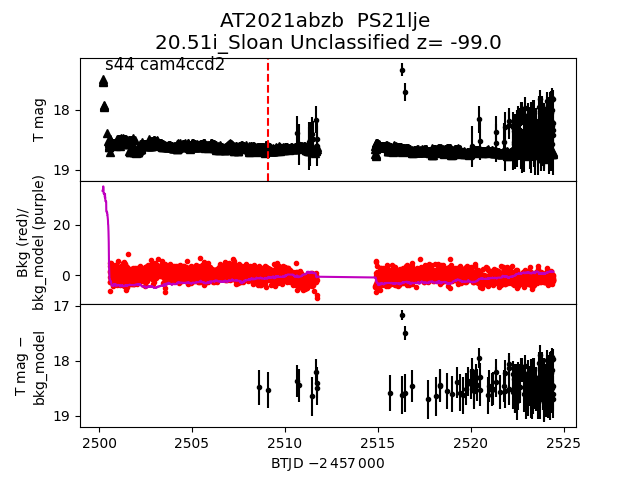 AT2021abzb PS21lje
20.51i_Sloan Unclassified z= -99.0
s44 cam4ccd2
T mag
18
19
Bkg (red)/
bkg_model (purple)
20
0
T mag −
bkg_model
17
18
19
2500
2505
2510
2515
2520
2525
BTJD −2 457 000